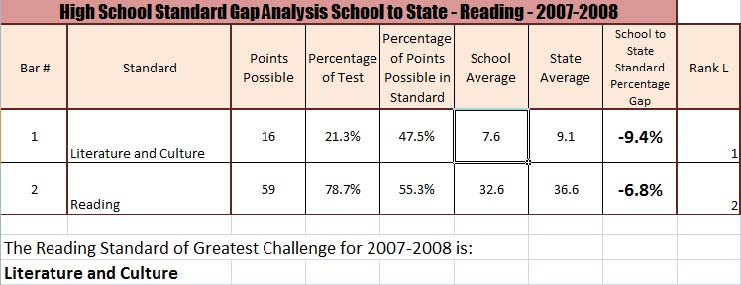 High School Standard Gap Analysis School to State - Reading - 2007-2008
Bar # Standard Points Possible Percentage of Test Percentage of Points Possible in Standard School Average State Average School to State Standard Percentage Gap Rank L
1 Literature and Culture 16 21.3% 47.5% 7.6 9.1 -9.4% 1
2 Reading 59 78.7% 55.3% 32.6 36.6 -6.8% 2
The Reading Standard of Greatest Challenge for 2007-2008 is:
Literature and Culture